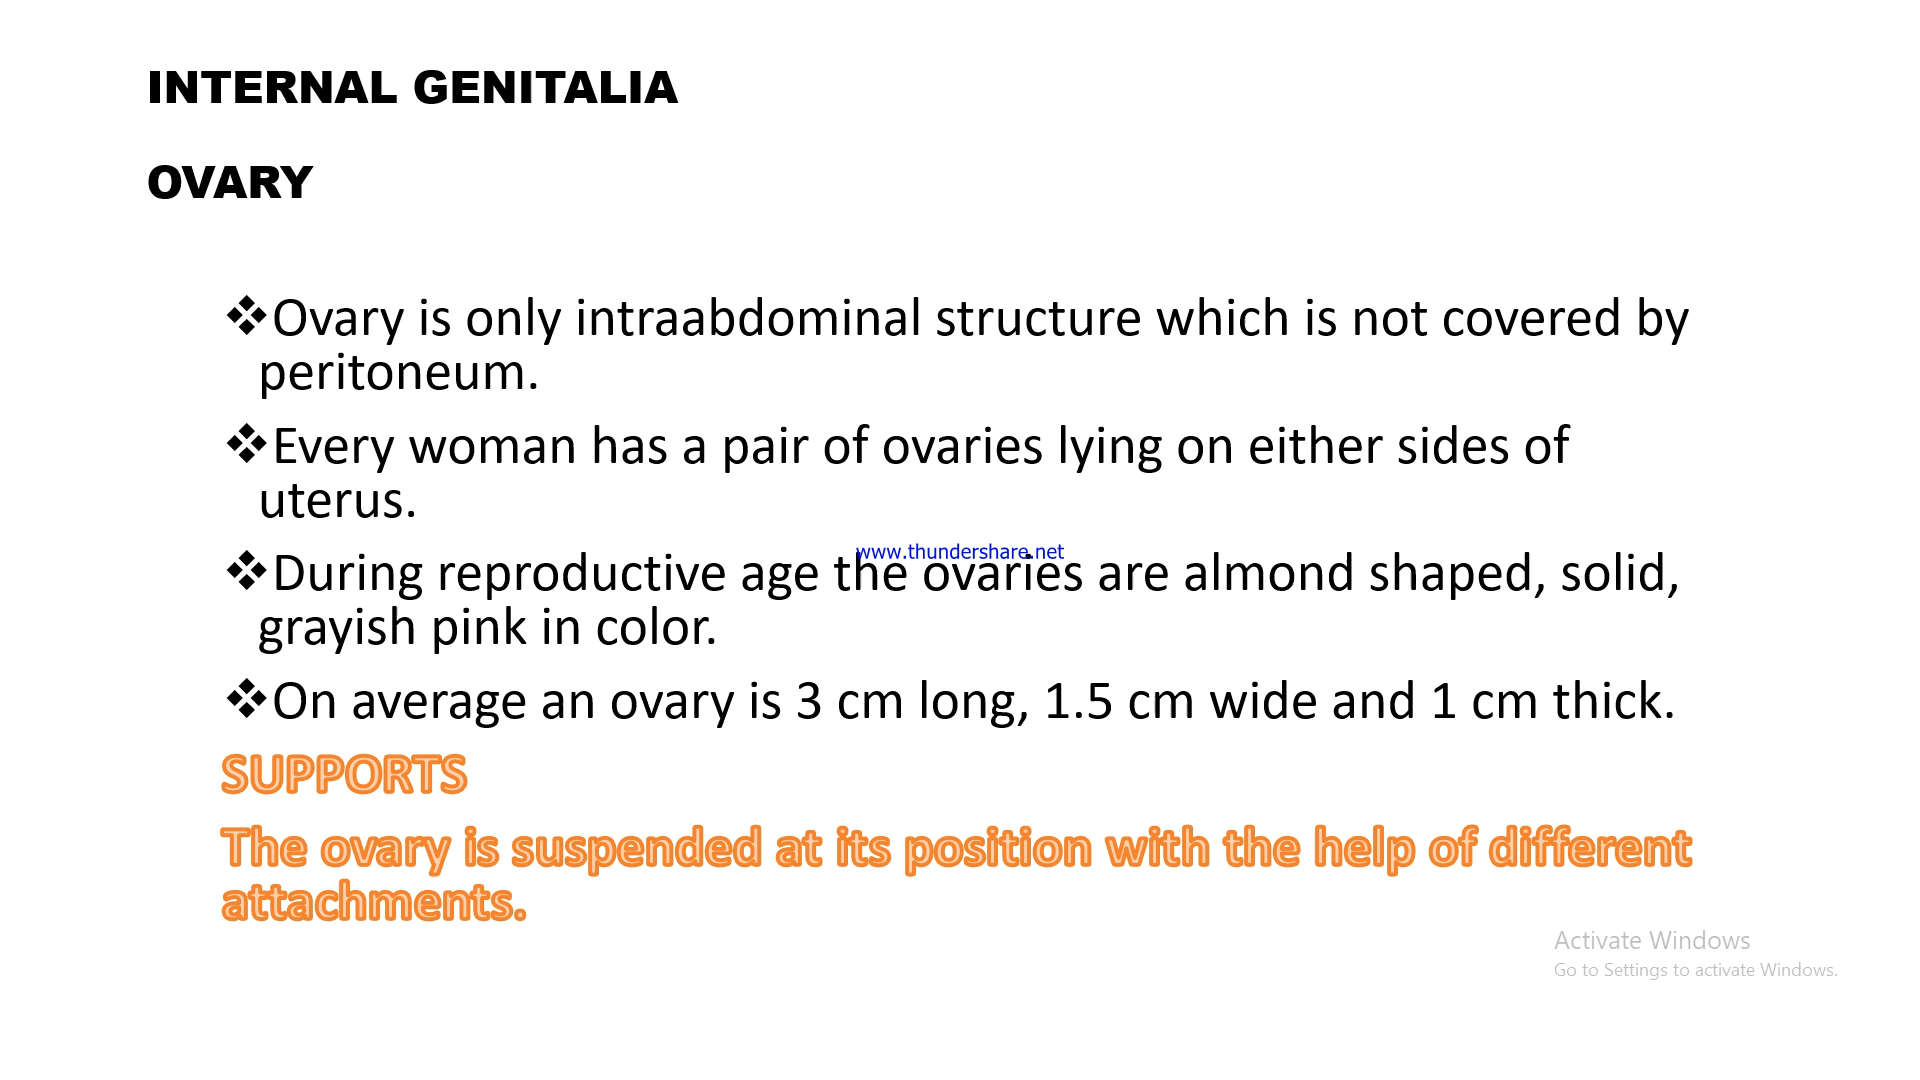 INTERNAL GENITALIA
OVARY
❖Ovary is only intraabdominal structure which is not covered by
peritoneum.
❖Every woman has a pair of ovaries lying on either sides of
uterus.
www.thundershare.net
❖During reproductive age the ovaries are almond shaped, solid,
grayish pink in color.
❖On average an ovary is 3 cm long, 1.5 cm wide and 1 cm thick.
SUPPORTS
The ovary is suspended at its position with the help of different
attachments.
Activate Windows
Go to Settings to activate Windows.